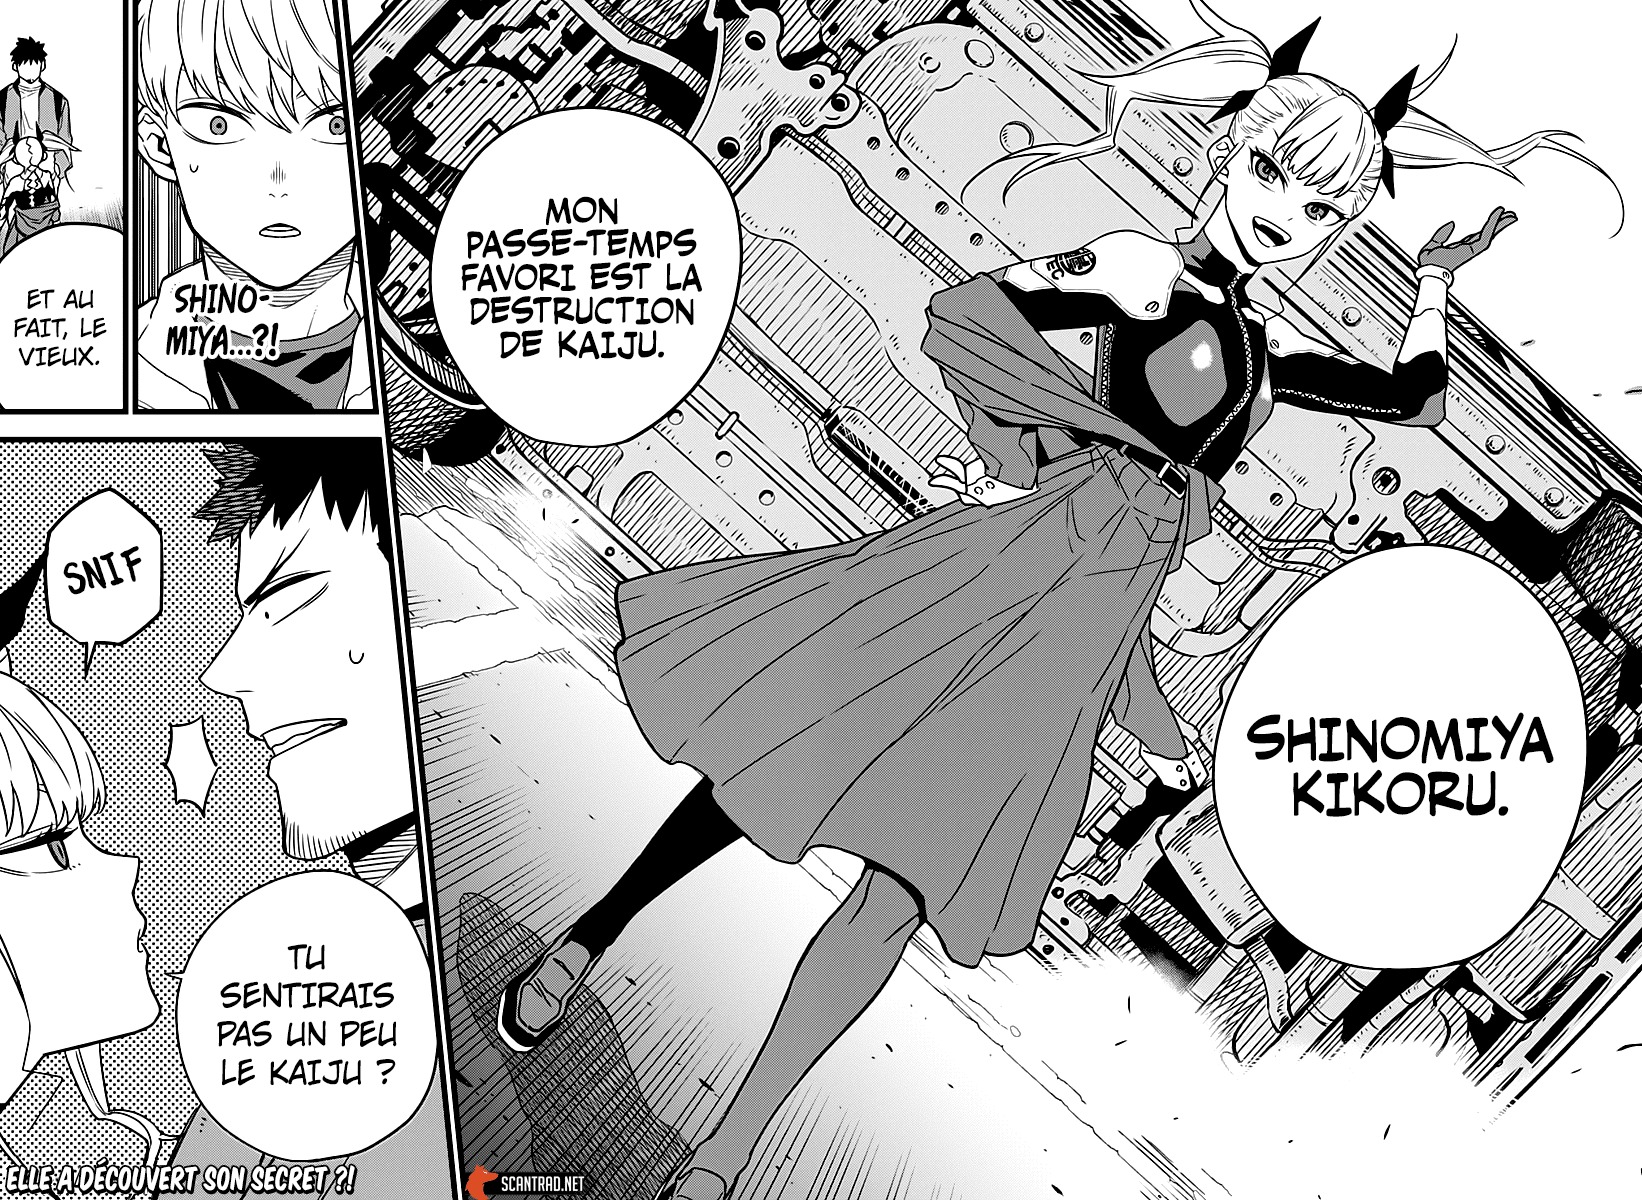 SHINOMIYA
KIKORU.
MON
PASSE-TEMPS
FAVORI EST LA
DESTRUCTION
DE KAIJU.
SHINO-
MIYA...?!
ET AU
FAIT, LE
VIEUX.
SNIF
TU
SENTIRAIS
PAS UN PEU
LE KAIJU ?
ELLE A DÉCOUVERT SON SECRET ?!
SCANTRAD.NET